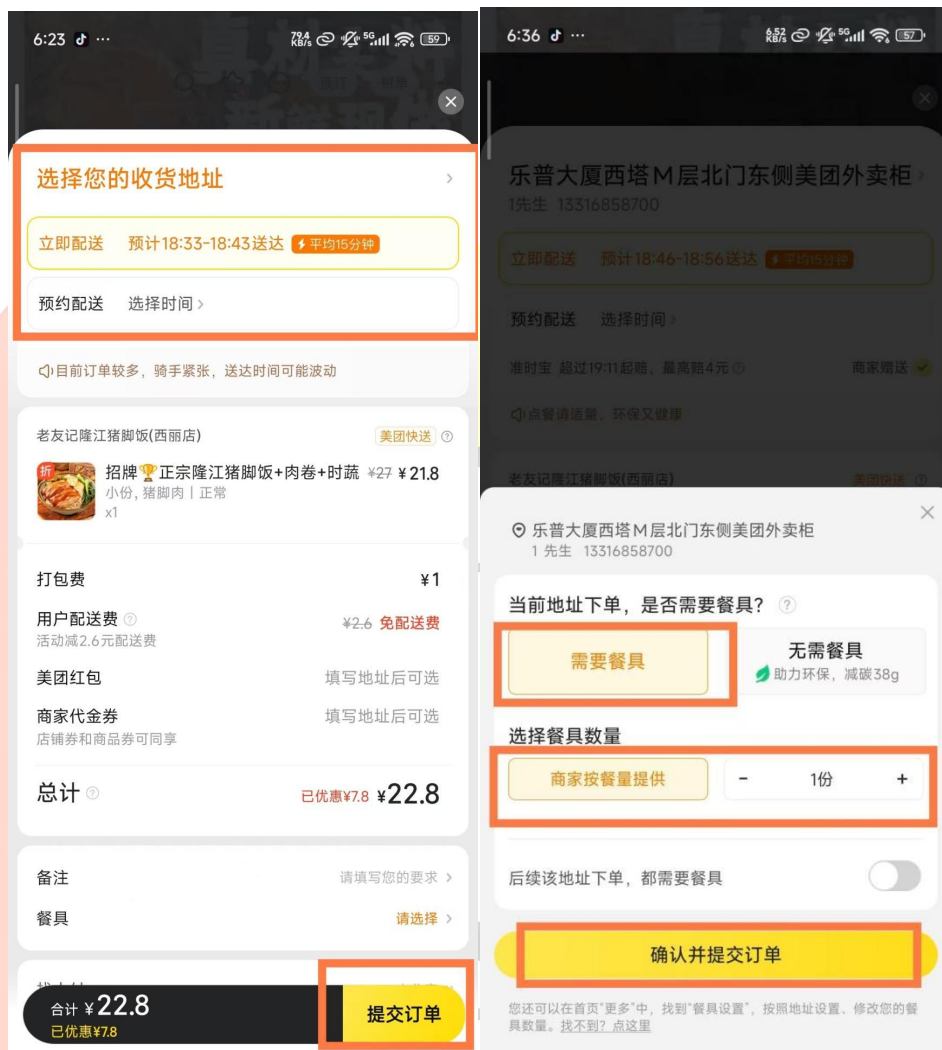 6:23
79.4 KB/s 5G 59
选择您的收货地址
立即配送 预计18:33-18:43送达 平均15分钟
预约配送 选择时间
目前订单较多，骑手紧张，送达时间可能波动
老友记隆江猪脚饭(西丽店) 美团快送
折 招牌🏆正宗隆江猪脚饭+肉卷+时蔬 ¥27 ¥21.8
小份，猪脚肉丨正常
x1
打包费 ¥1
用户配送费 ¥2.6 免配送费
活动减2.6元配送费
美团红包 填写地址后可选
商家代金券 填写地址后可选
店铺券和商品券可同享
总计 已优惠¥7.8 ¥22.8
备注 请填写您的要求
餐具 请选择
合计 ¥22.8
已优惠¥7.8
提交订单
6:36
6.52 KB/s 5G 57
乐普大厦西塔M层北门东侧美团外卖柜
1先生 13316858700
立即配送 预计18:46-18:56送达 平均15分钟
预约配送 选择时间
准时宝 超过19:11起赔，最高赔4元 商家赠送
点餐请适量，环保又健康
老友记隆江猪脚饭(西丽店) 美团快送
乐普大厦西塔M层北门东侧美团外卖柜
1 先生 13316858700
当前地址下单，是否需要餐具？
需要餐具 无需餐具
助力环保，减碳38g
选择餐具数量
商家按餐量提供 - 1份 +
后续该地址下单，都需要餐具
确认并提交订单
您还可以在首页"更多"中，找到"餐具设置"，按照地址设置、修改您的餐
具数量。找不到？点这里